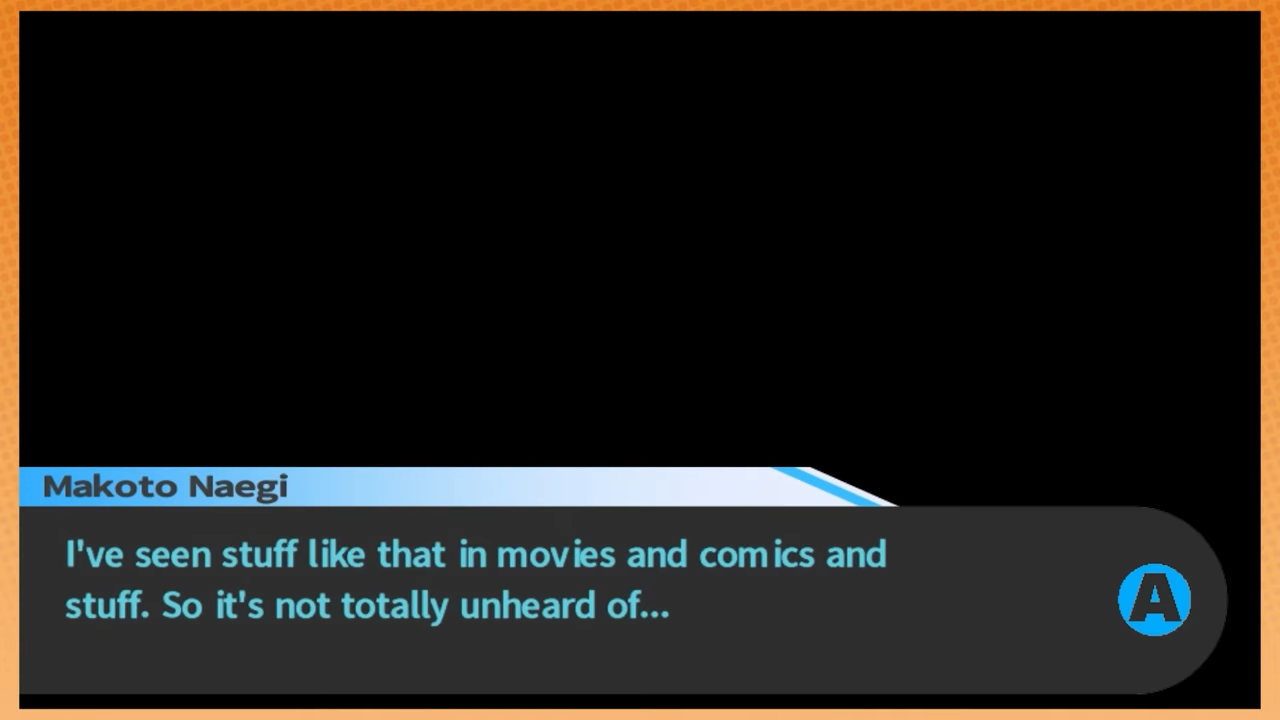 Makoto Naegi
I've seen stuff like that in movies and comics and
stuff. So it's not totally unheard of...
A